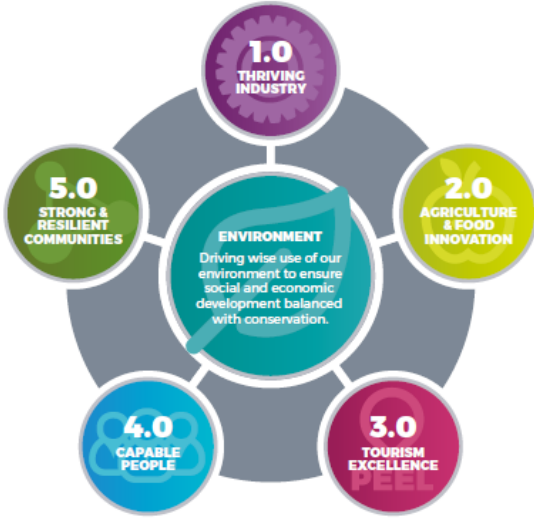 1.0
THRIVING
INDUSTRY
2.0
AGRICULTURE
& FOOD
INNOVATION
3.0
TOURISM
EXCELLENCE
PEEL
4.0
CAPABLE
PEOPLE
5.0
STRONG &
RESILIENT
COMMUNITIES
ENVIRONMENT
Driving wise use of our
environment to ensure
social and economic
development balanced
with conservation.